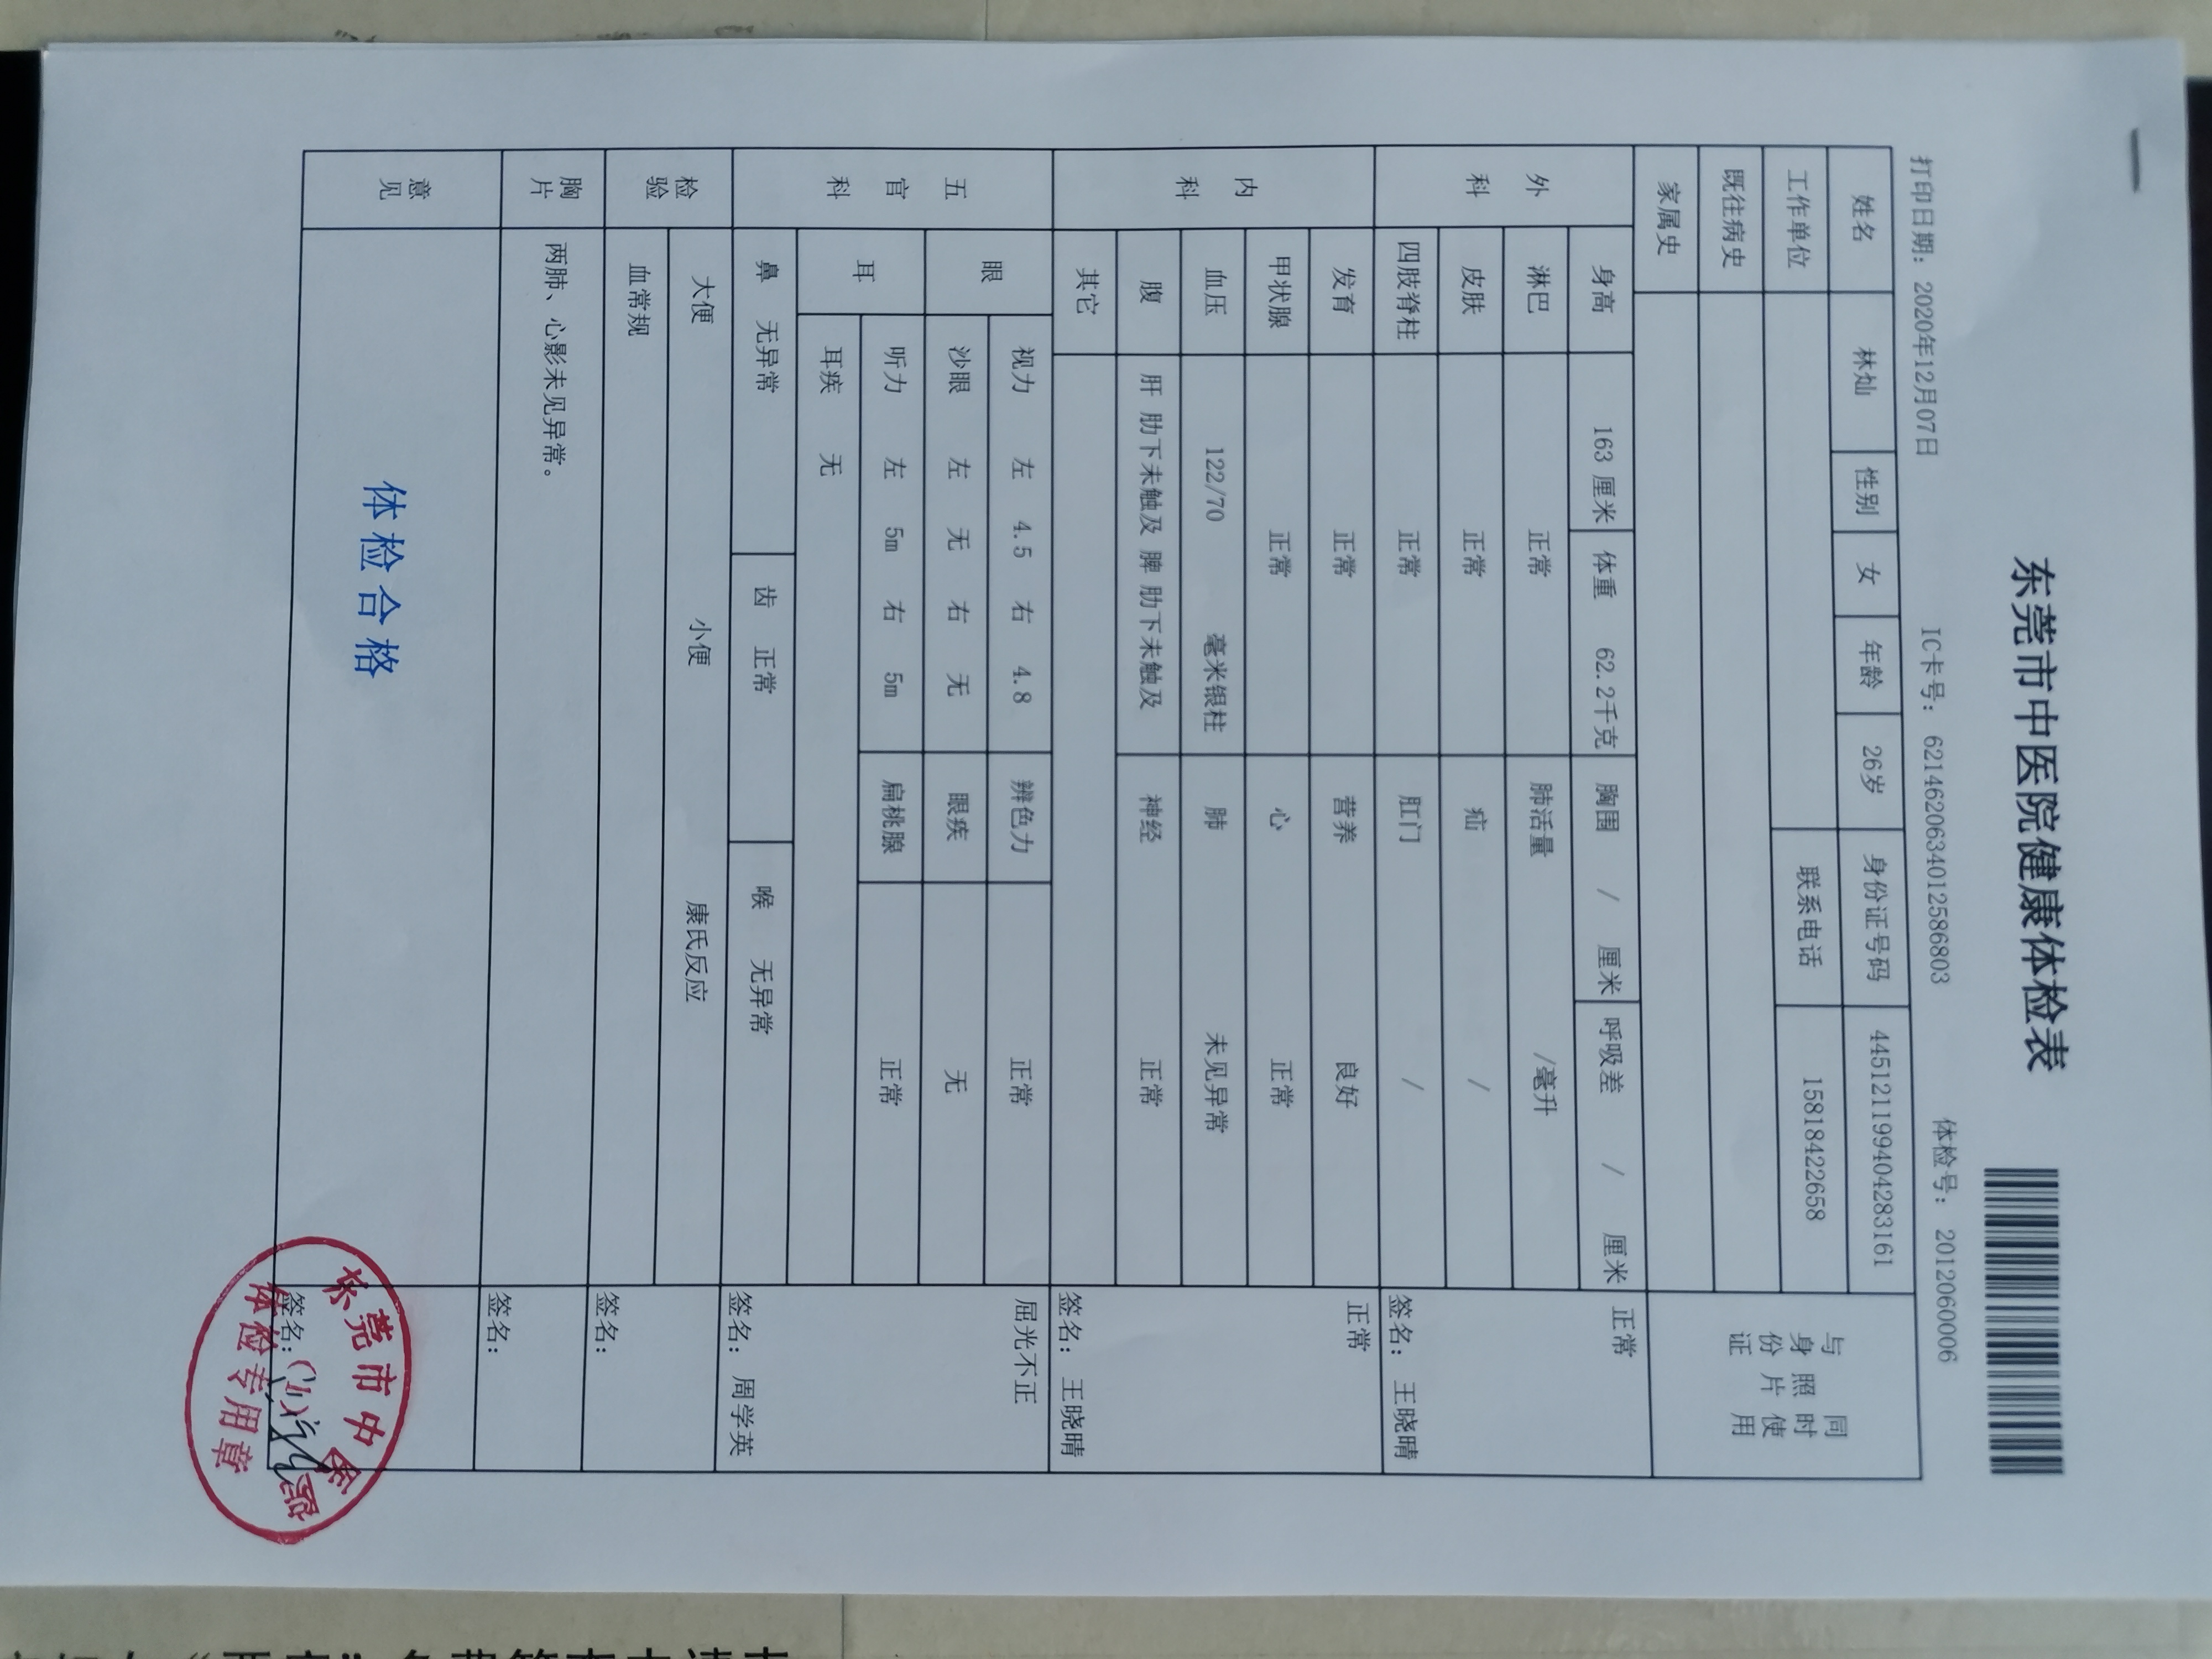 东莞市中医院健康体检表
打印日期：2020年12月07日 IC卡号：6214620634012586803 体检号：2012060006
姓名 林灿 性别 女 年龄 26岁 身份证号码 445121199404283161
工作单位 联系电话 15818422658
既往病史
家属史
与身份证
照片
同时使用
外科
身高 163 厘米 体重 62.2千克 胸围 / 厘米 呼吸差 / 厘米 正常
淋巴 正常 肺活量 /毫升
皮肤 正常 疝 /
四肢脊柱 正常 肛门 / 签名：王晓晴
内科
发育 正常 营养 良好 正常
甲状腺 正常 心 正常
血压 122/70 毫米银柱 肺 未见异常
腹 肝 肋下未触及 脾 肋下未触及 神经 正常
其它 签名：王晓晴
五官科
眼 视力 左 4.5 右 4.8 辨色力 正常 屈光不正
沙眼 左 无 右 无 眼疾 无
耳 听力 左 5m 右 5m 扁桃腺 正常
耳疾 无
鼻 无异常 齿 正常 喉 无异常 签名：周学英
检验
大便 小便 康氏反应
血常规 签名：
胸片 两肺、心影未见异常。 签名：
意见 体检合格 签名：
东莞市中医院
(1)
体检专用章